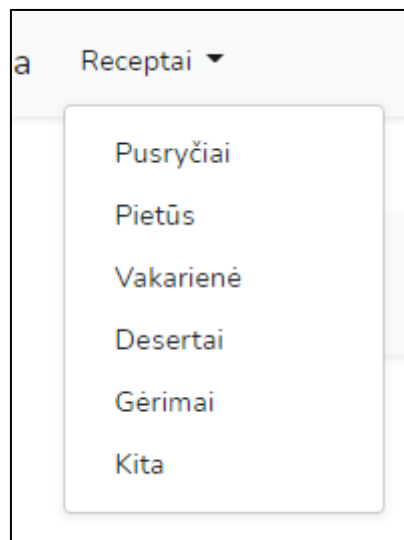 a Receptai
Pusryčiai
Pietūs
Vakarienė
Desertai
Gėrimai
Kita